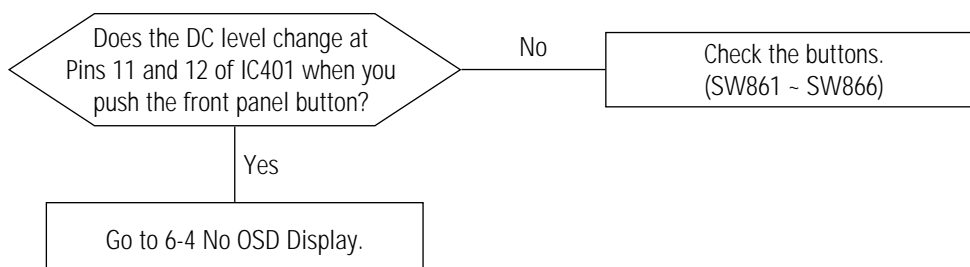 Does the DC level change at
Pins 11 and 12 of IC401 when you
push the front panel button?
No
Check the buttons.
(SW861 ~ SW866)
Yes
Go to 6-4 No OSD Display.